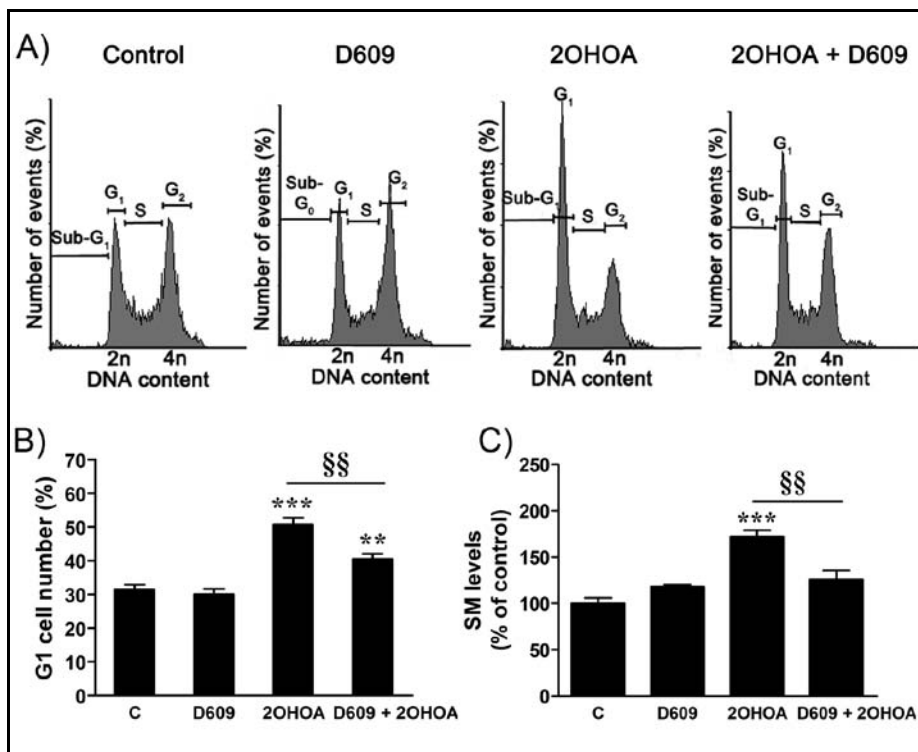 A)
Control
D609
2OHOA
2OHOA + D609
Number of events (%)
Sub-G₁
G₁
S
G₂
2n 4n
DNA content
Number of events (%)
Sub-
G₀
G₁
S
G₂
2n 4n
DNA content
Number of events (%)
Sub-G₁
G₁
S
G₂
2n 4n
DNA content
Number of events (%)
Sub-
G₁
G₁
S
G₂
2n 4n
DNA content
B)
G1 cell number (%)
70
60
50
40
30
20
10
0
§§
***
**
C D609 2OHOA D609 + 2OHOA
C)
SM levels
(% of control)
250
200
150
100
50
0
§§
***
C D609 2OHOA D609 + 2OHOA